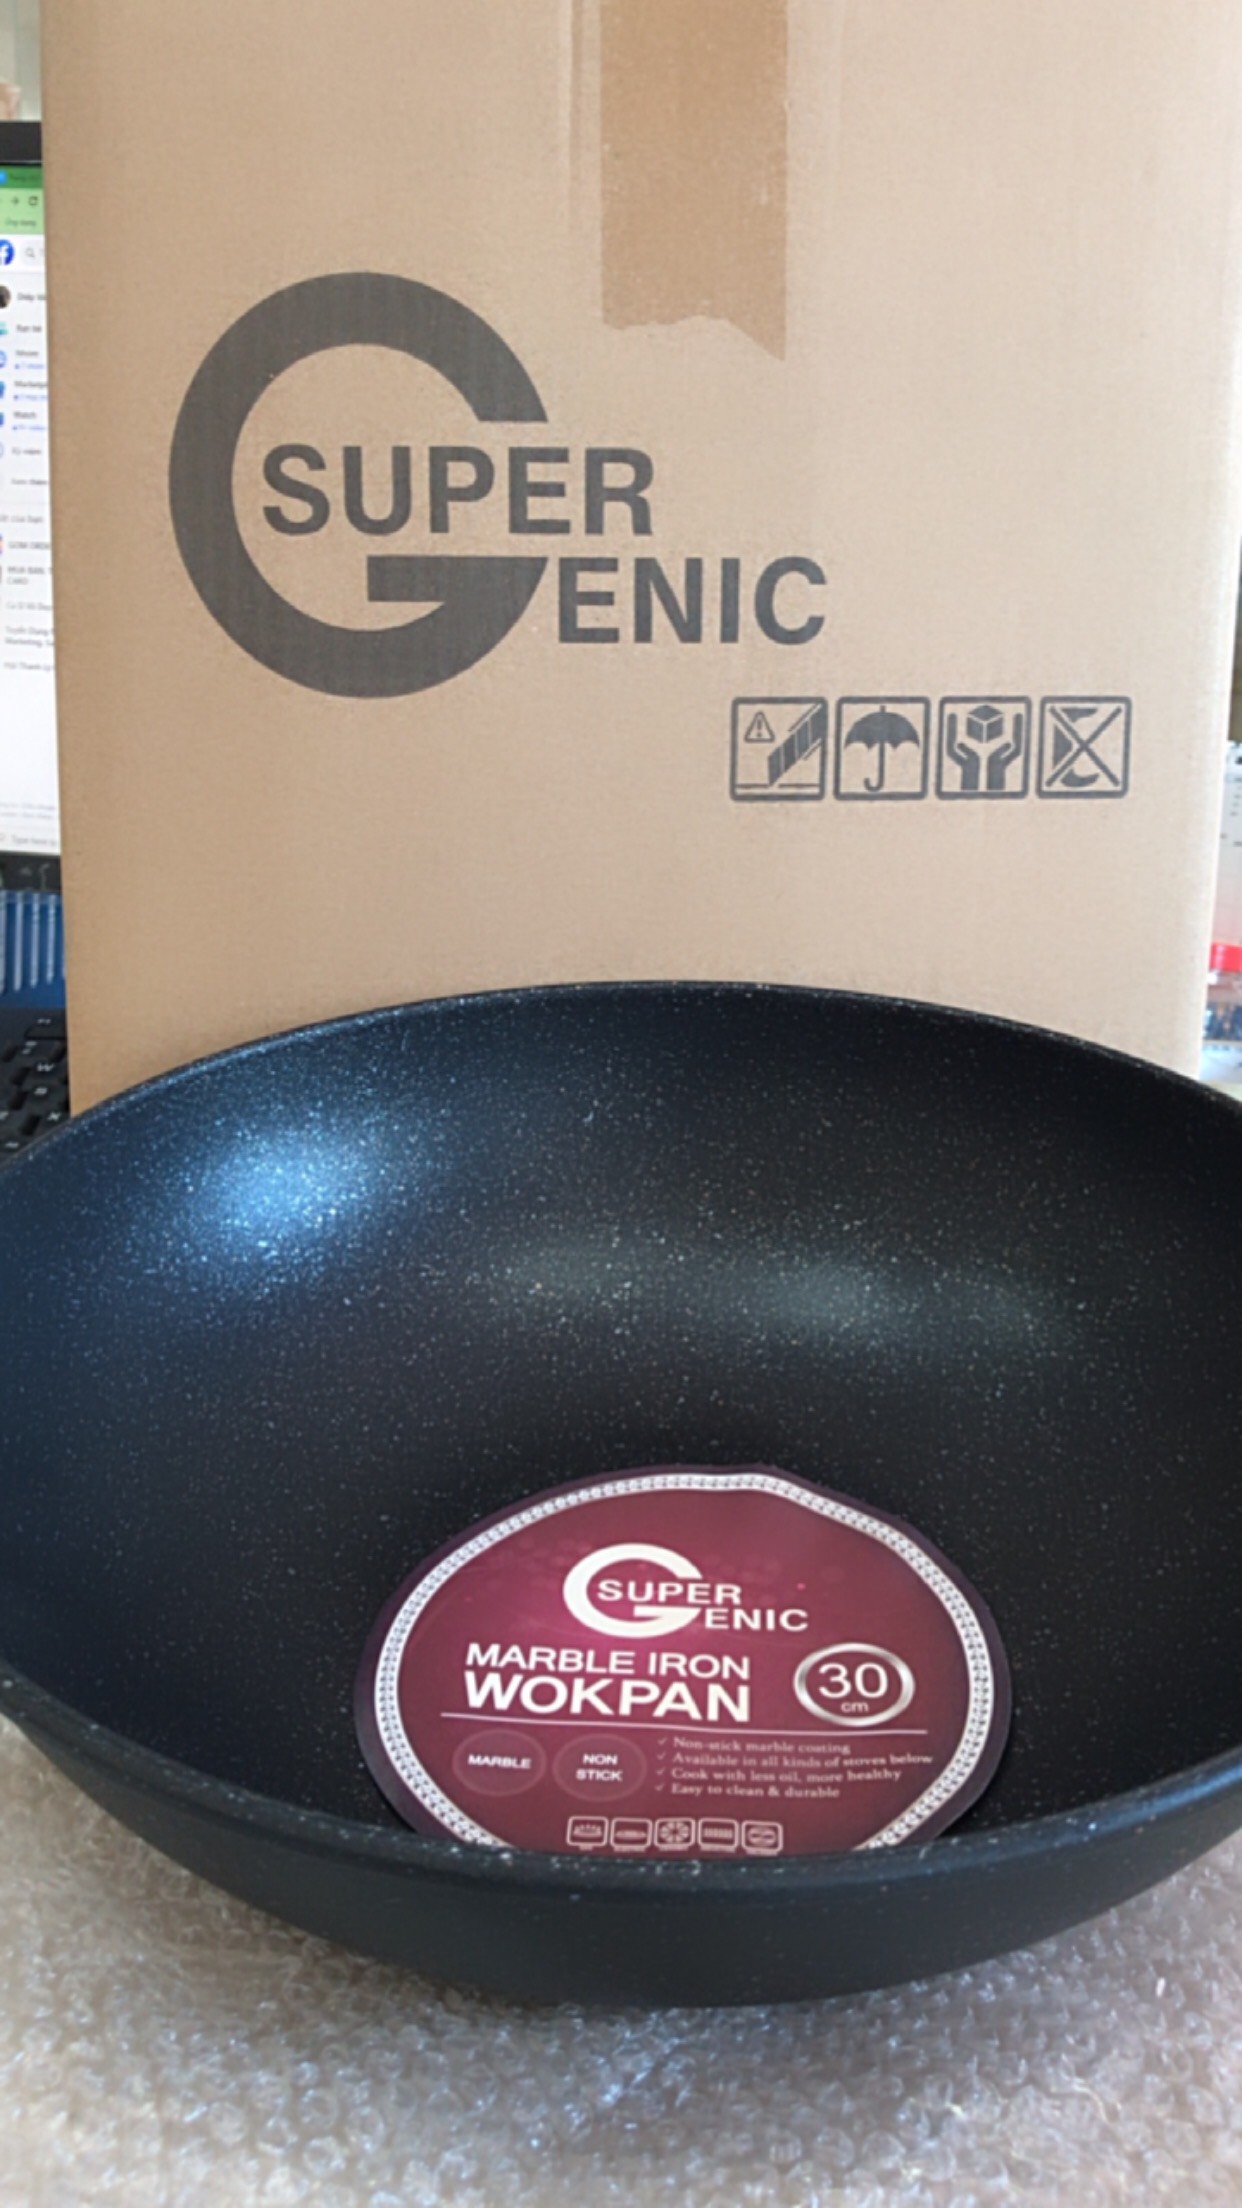 SUPER
GENIC
SUPER
GENIC
MARBLE IRON
WOKPAN
30
cm
MARBLE
NON
STICK
✓ Non-stick marble coating
✓ Available in all kinds of stoves below
✓ Cook with less oil, more healthy
✓ Easy to clean & durable